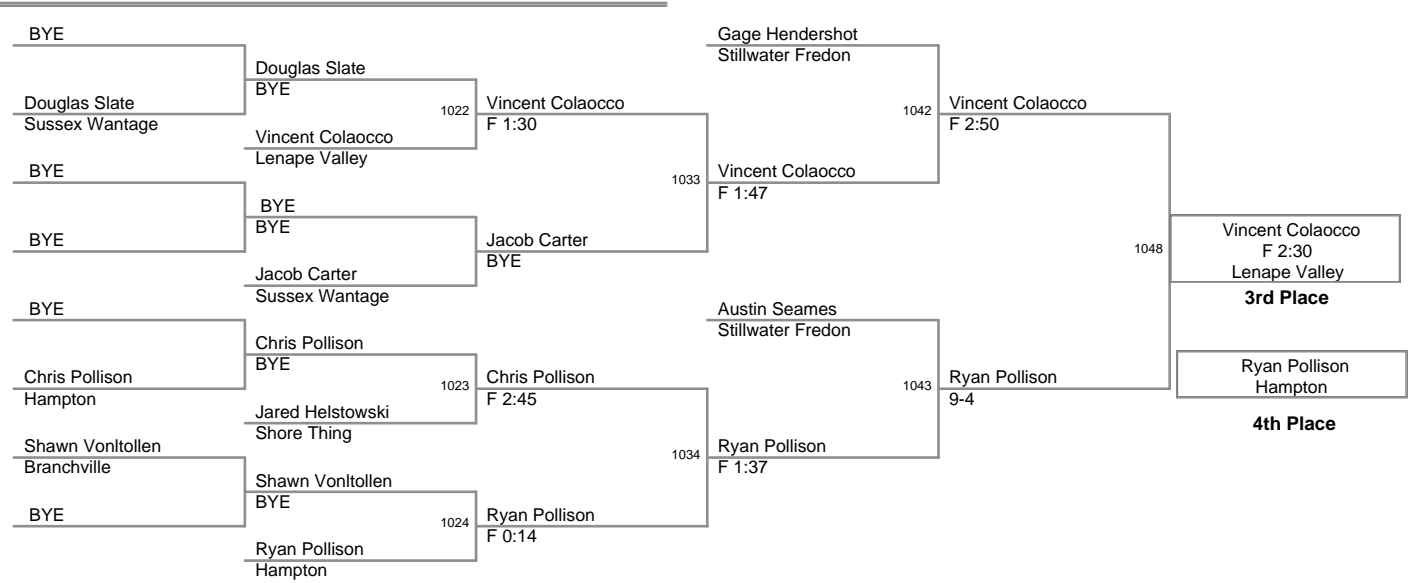 BYE
Douglas Slate
Sussex Wantage
BYE
BYE
BYE
Chris Pollison
Hampton
Shawn Vonltollen
Branchville
BYE
Douglas Slate
BYE
Vincent Colaocco
Lenape Valley
BYE
BYE
Jacob Carter
Sussex Wantage
Chris Pollison
BYE
Jared Helstowski
Shore Thing
Shawn Vonltollen
BYE
Ryan Pollison
Hampton
1022
1023
1024
Vincent Colaocco
F 1:30
Jacob Carter
BYE
Chris Pollison
F 2:45
Ryan Pollison
F 0:14
1033
1034
Gage Hendershot
Stillwater Fredon
Vincent Colaocco
F 1:47
Austin Seames
Stillwater Fredon
Ryan Pollison
F 1:37
1042
1043
Vincent Colaocco
F 2:50
Ryan Pollison
9-4
1048
Vincent Colaocco
F 2:30
Lenape Valley
3rd Place
Ryan Pollison
Hampton
4th Place